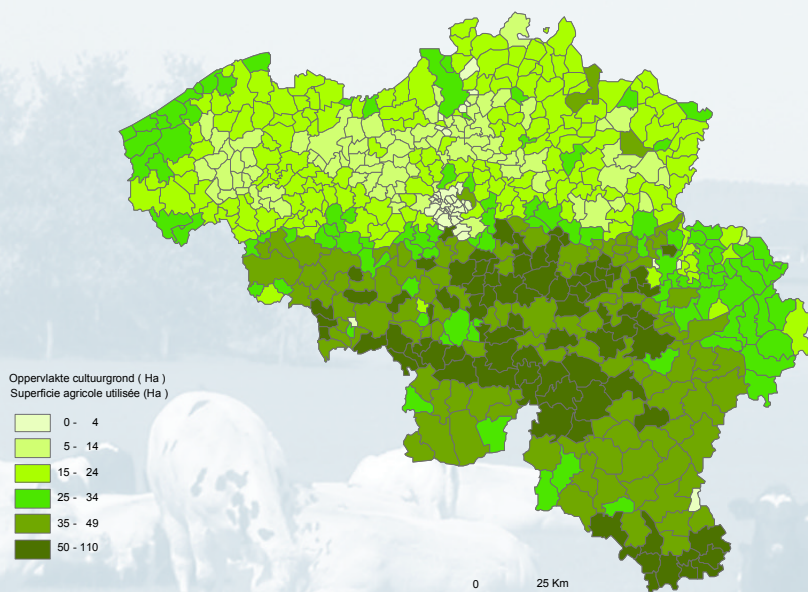 Oppervlakte cultuurgrond ( Ha )
Superficie agricole utilisée (Ha )
0 - 4
5 - 14
15 - 24
25 - 34
35 - 49
50 - 110
0 25 Km